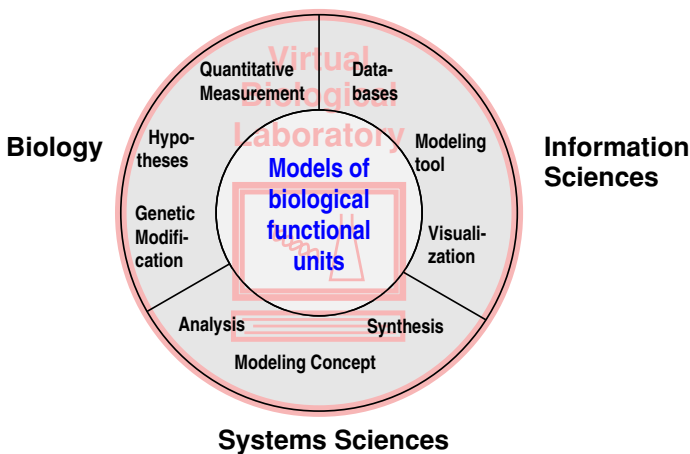 Virtual
Biological
Laboratory
Quantitative
Measurement
Data-
bases
Biology
Hypo-
theses
Modeling
tool
Information
Sciences
Models of
biological
functional
units
Genetic
Modifi-
cation
Visuali-
zation
Analysis
Synthesis
Modeling Concept
Systems Sciences